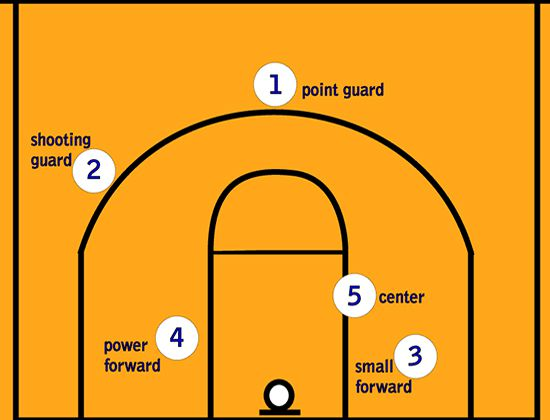 1
point guard
shooting
guard
2
5
center
4
power
forward
3
small
forward